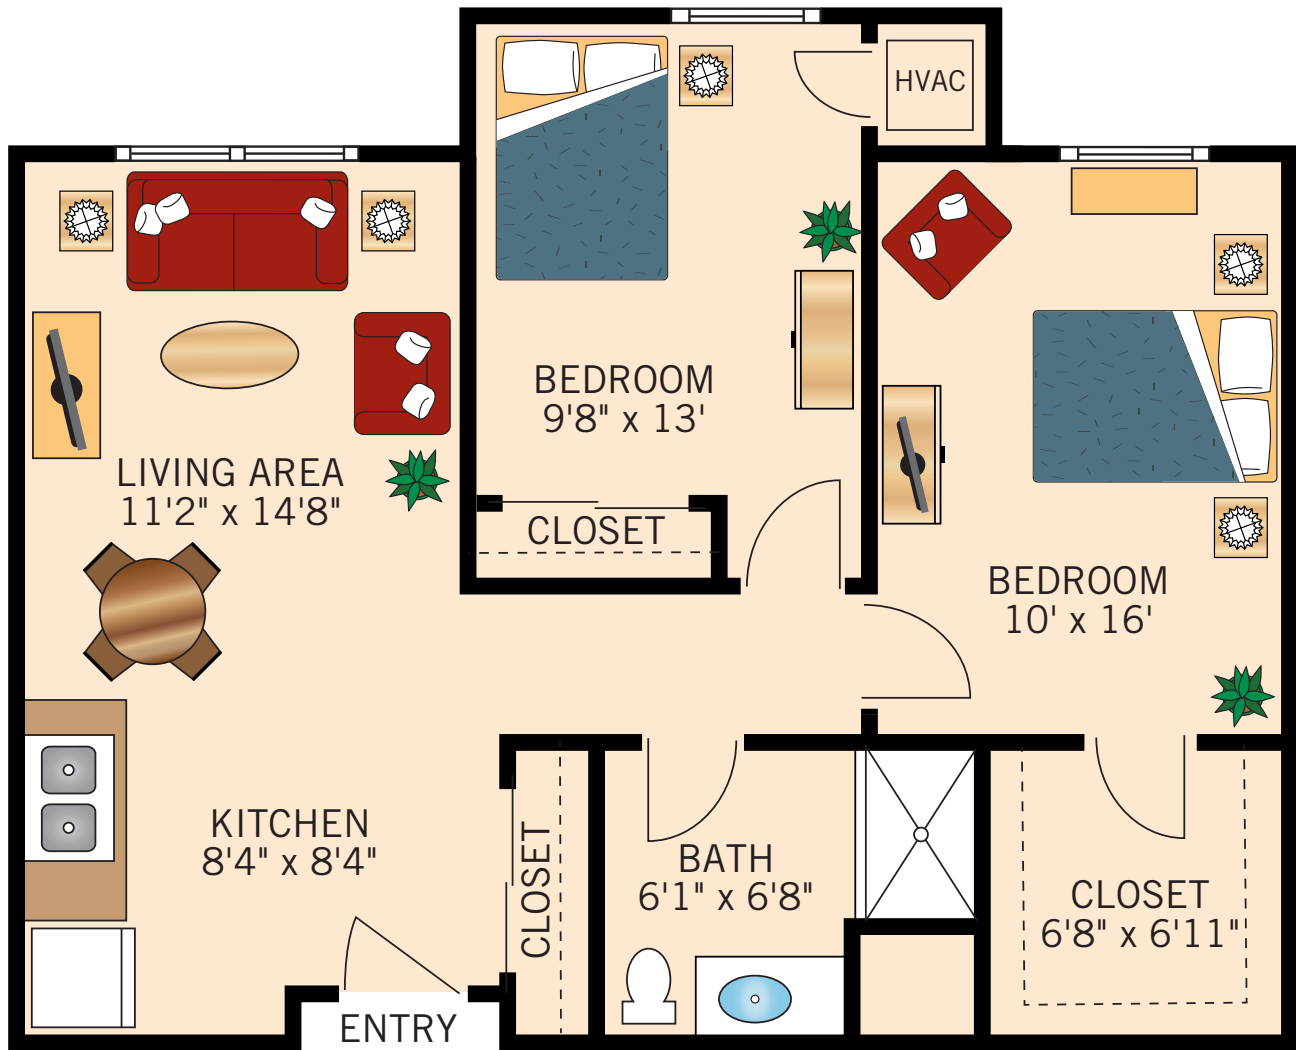 HVAC
BEDROOM
9'8" x 13'
LIVING AREA
11'2" x 14'8"
CLOSET
BEDROOM
10' x 16'
KITCHEN
8'4" x 8'4"
CLOSET
BATH
6'1" x 6'8"
CLOSET
6'8" x 6'11"
ENTRY